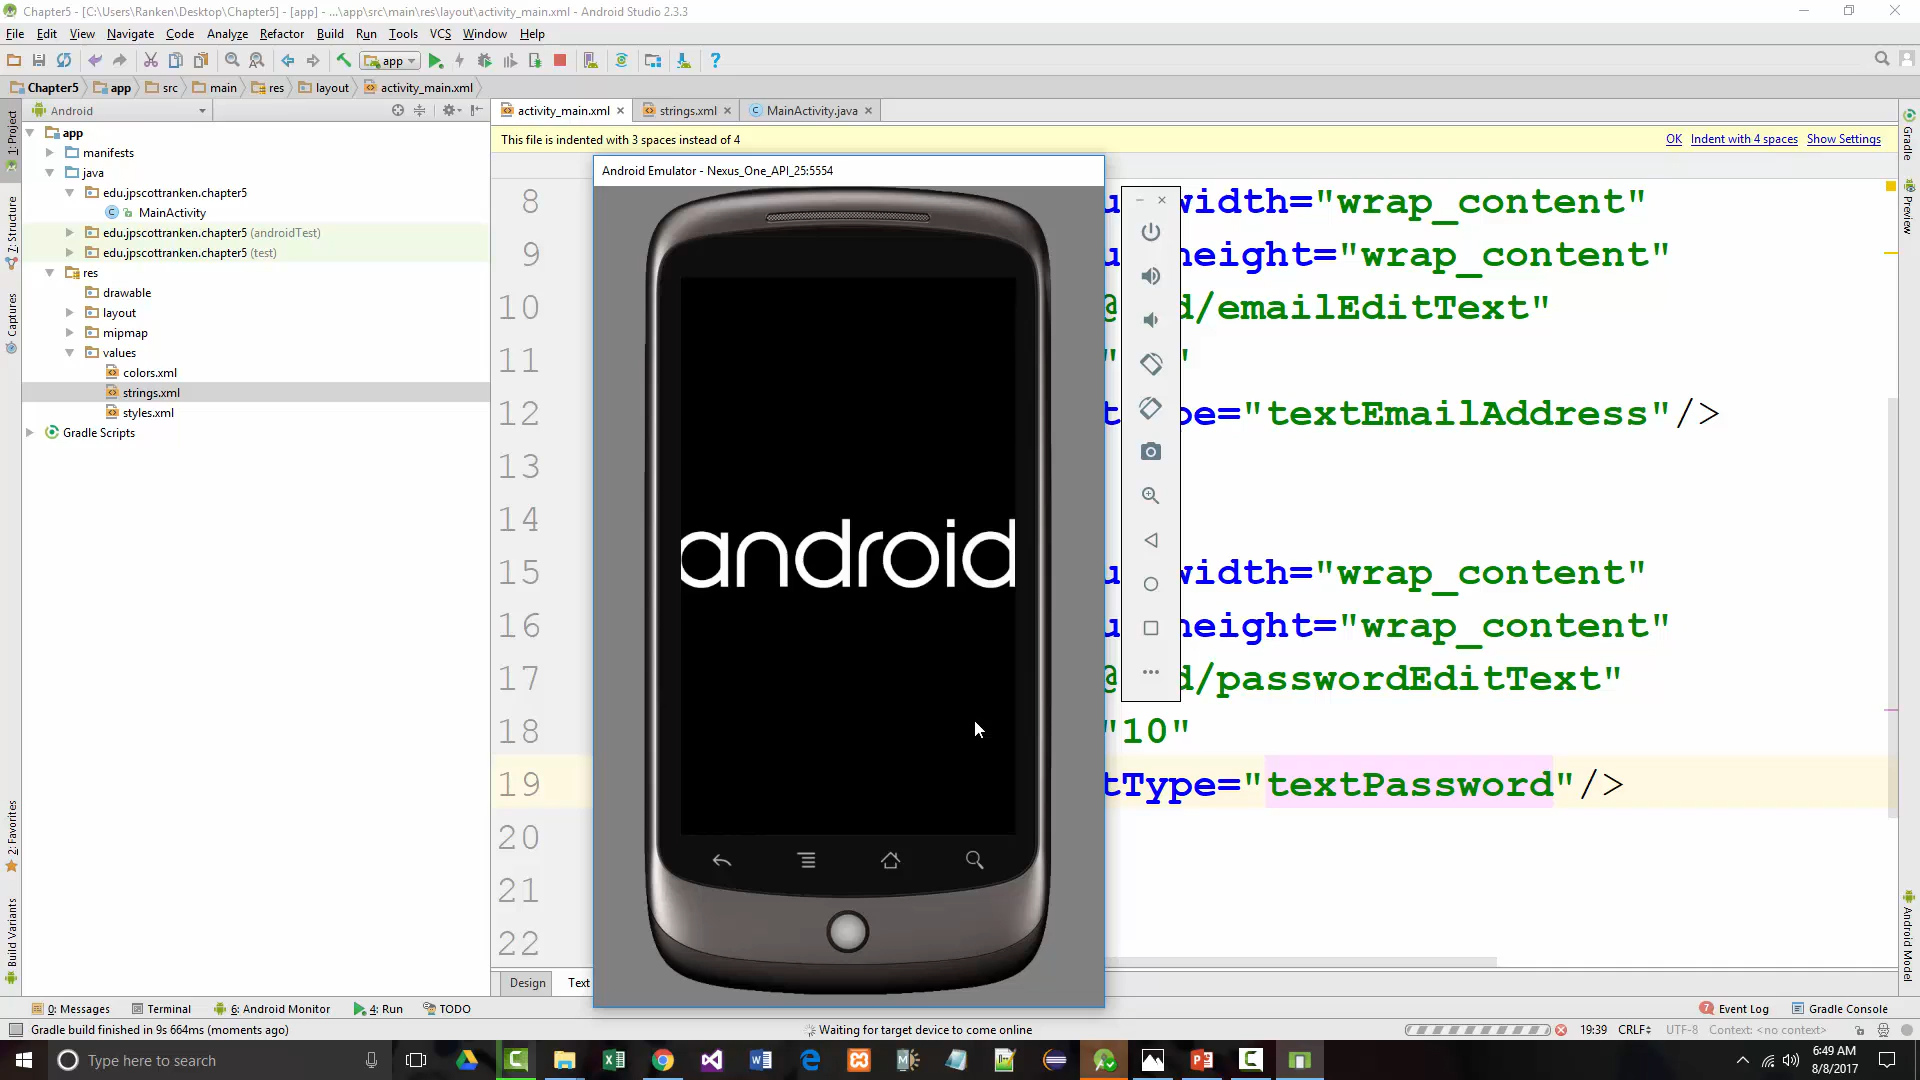 Chapter5 - [C:\Users\Ranken\Desktop\Chapter5] - [app] - ...\app\src\main\res\layout\activity_main.xml - Android Studio 2.3.3
File Edit View Navigate Code Analyze Refactor Build Run Tools VCS Window Help
app
Chapter5 app src main res layout activity_main.xml
Android
activity_main.xml strings.xml MainActivity.java
This file is indented with 3 spaces instead of 4 OK Indent with 4 spaces Show Settings
1: Project
7: Structure
Captures
2: Favorites
Build Variants
app
manifests
java
edu.jpscottranken.chapter5
MainActivity
edu.jpscottranken.chapter5 (androidTest)
edu.jpscottranken.chapter5 (test)
res
drawable
layout
mipmap
values
colors.xml
strings.xml
styles.xml
Gradle Scripts
Android Emulator - Nexus_One_API_25:5554
android
8 width="wrap_content"
9 height="wrap_content"
10 d/emailEditText"
11 "
12 pe="textEmailAddress"/>
13
14
15 width="wrap_content"
16 height="wrap_content"
17 d/passwordEditText"
18 "10"
19 tType="textPassword"/>
20
21
22
Gradle
Preview
Android Model
Design Text
0: Messages Terminal 6: Android Monitor 4: Run TODO 7 Event Log Gradle Console
Gradle build finished in 9s 664ms (moments ago) Waiting for target device to come online 19:39 CRLF UTF-8 Context: <no context>
Type here to search
6:49 AM
8/8/2017